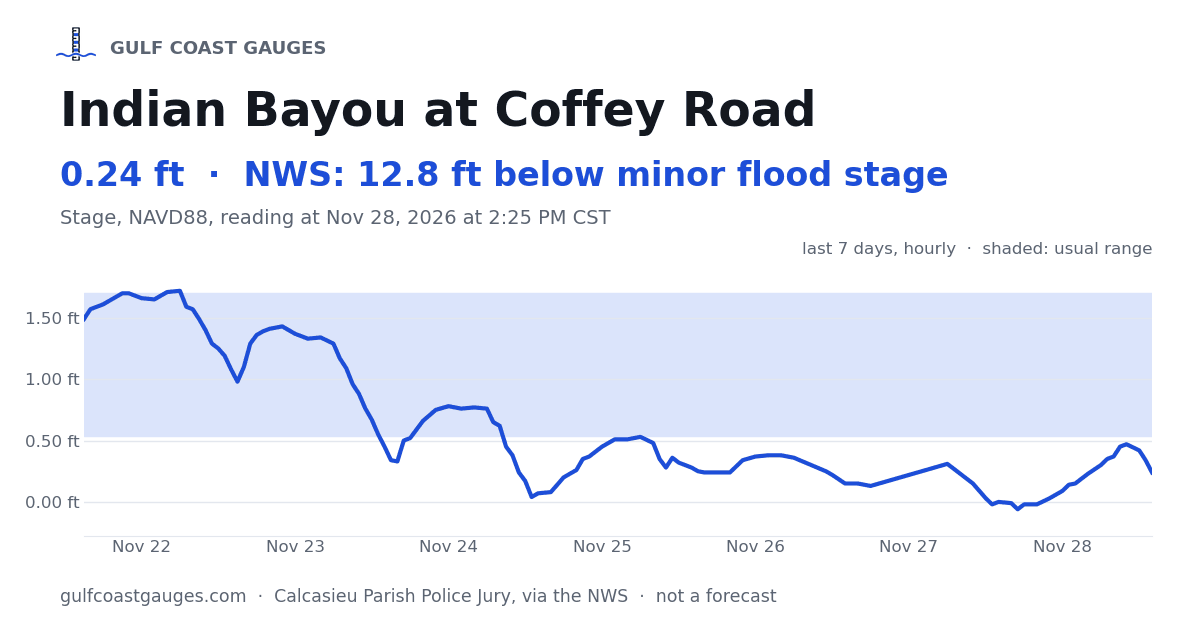 GULF COAST GAUGES
Indian Bayou at Coffey Road
0.24 ft · NWS: 12.8 ft below minor flood stage
Stage, NAVD88, reading at Nov 28, 2026 at 2:25 PM CST
last 7 days, hourly · shaded: usual range
1.50 ft
1.00 ft
0.50 ft
0.00 ft
Nov 22 Nov 23 Nov 24 Nov 25 Nov 26 Nov 27 Nov 28
gulfcoastgauges.com · Calcasieu Parish Police Jury, via the NWS · not a forecast